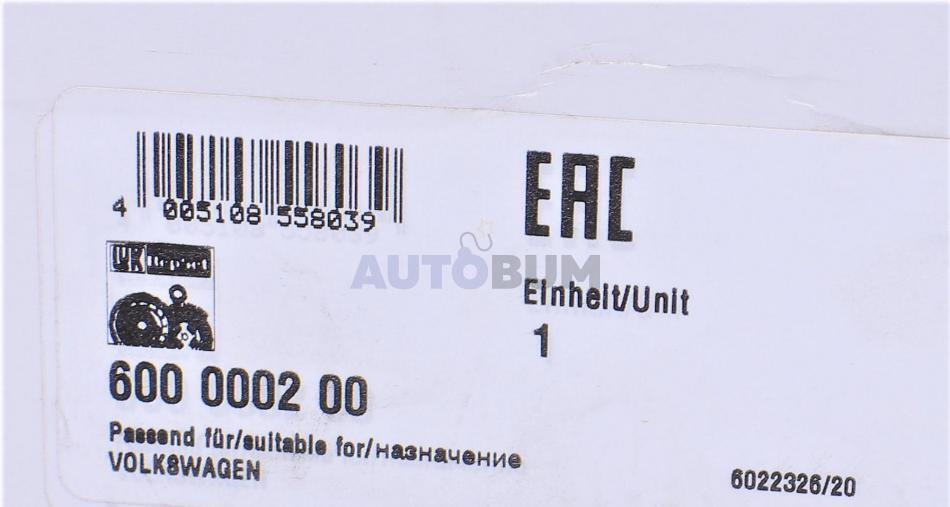 4 005108 558039
EAC
LUK RepSet
AUTOBUM
Einheit/Unit
1
600 0002 00
Passend für/suitable for/назначение
VOLKSWAGEN
6022326/20